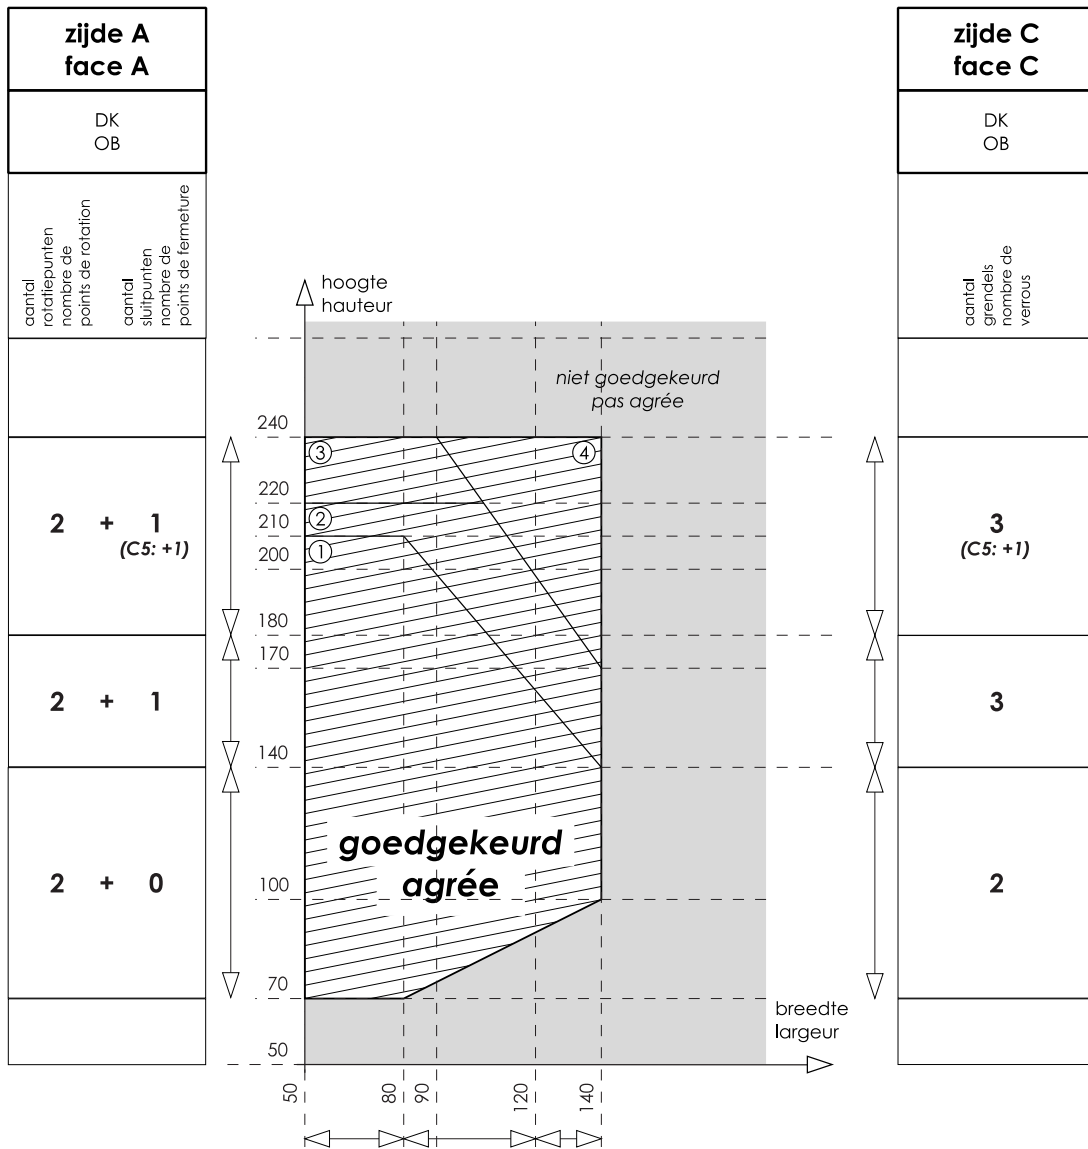 zijde A
face A
DK
OB
aantal
rotatiepunten
nombre de
points de rotation
aantal
sluitpunten
nombre de
points de fermeture
2 + 1
(C5: +1)
2 + 1
2 + 0
hoogte
hauteur
niet goedgekeurd
pas agrée
240
220
210
200
180
170
140
100
70
50
3
4
2
1
goedgekeurd
agrée
breedte
largeur
50
80
90
120
140
zijde C
face C
DK
OB
aantal
grendels
nombre de
verrous
3
(C5: +1)
3
2